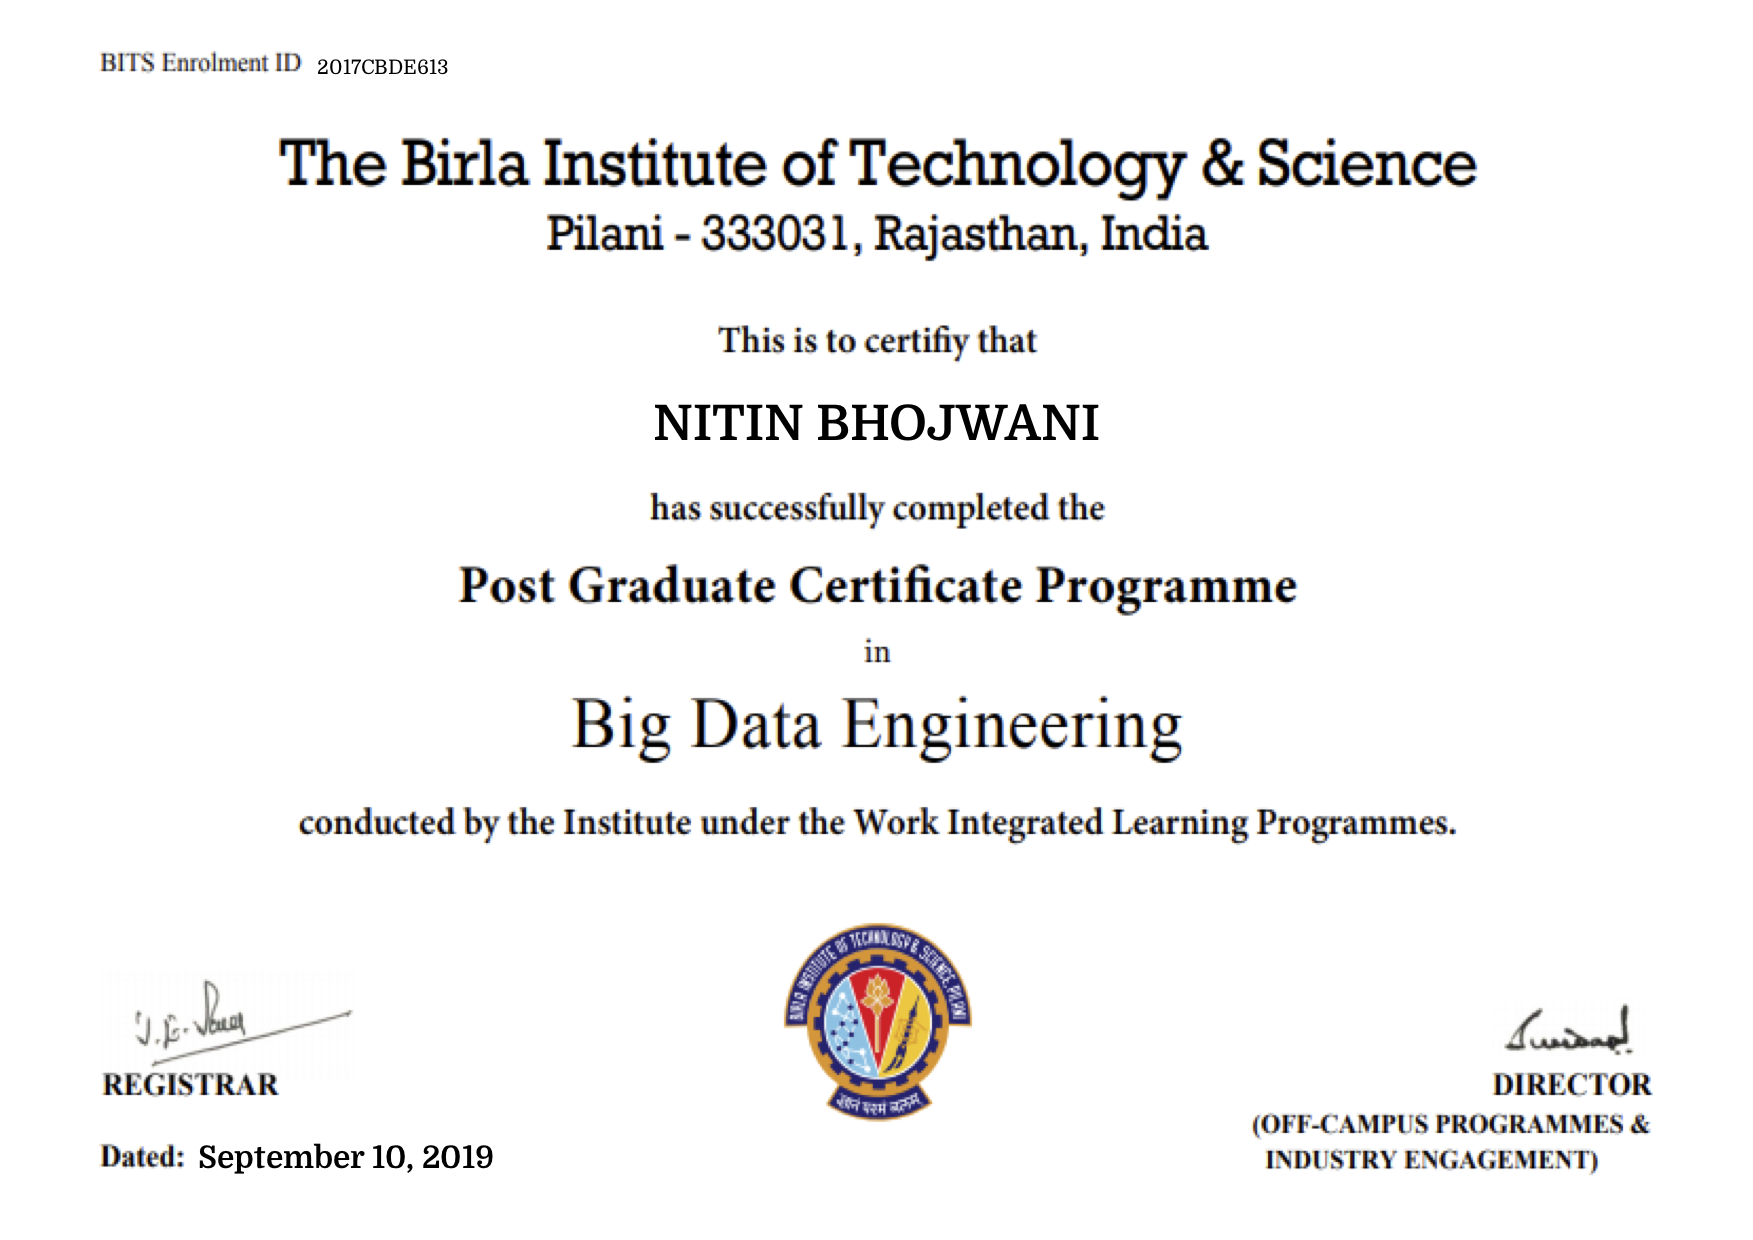 BITS Enrolment ID 2017CBDE613
The Birla Institute of Technology & Science
Pilani - 333031, Rajasthan, India
This is to certifiy that
NITIN BHOJWANI
has successfully completed the
Post Graduate Certificate Programme
in
Big Data Engineering
conducted by the Institute under the Work Integrated Learning Programmes.
BIRLA INSTITUTE OF TECHNOLOGY & SCIENCE, PILANI
ज्ञानं परमं बलम्
REGISTRAR
Dated: September 10, 2019
DIRECTOR
(OFF-CAMPUS PROGRAMMES &
INDUSTRY ENGAGEMENT)